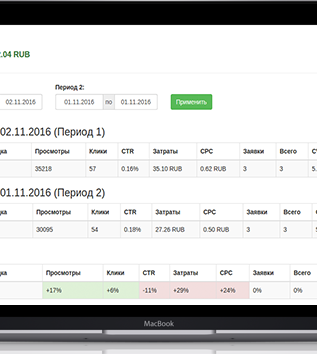 2.04 RUB
Период 2:
02.11.2016 01.11.2016 по 01.11.2016 Применить
02.11.2016 (Период 1)
Просмотры Клики CTR Затраты CPC Заявки Всего
35218 57 0.16% 35.10 RUB 0.62 RUB 3 3 5.
01.11.2016 (Период 2)
Просмотры Клики CTR Затраты CPC Заявки Всего
30095 54 0.18% 27.26 RUB 0.50 RUB 3 3
Просмотры Клики CTR Затраты CPC Заявки Всего
+17% +6% -11% +29% +24% 0% 0%
MacBook